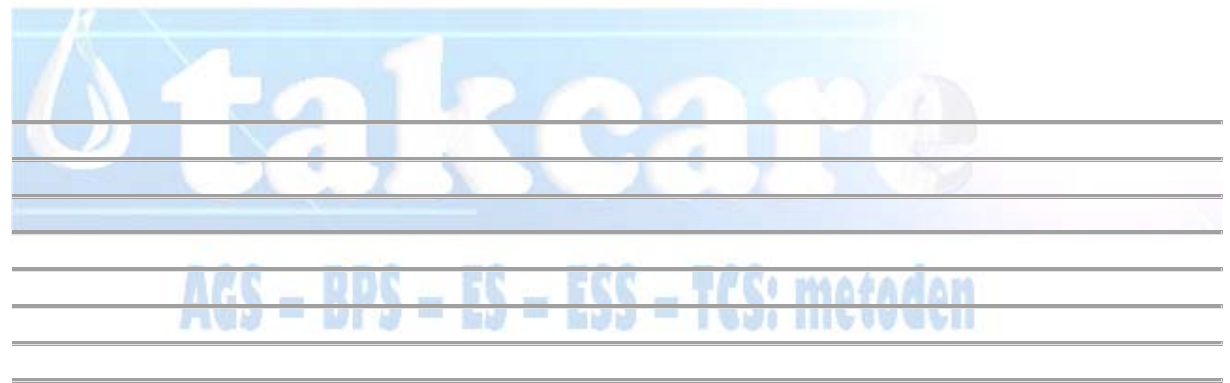 takcare
AGS – BPS – ES – ESS – TCS: metoden